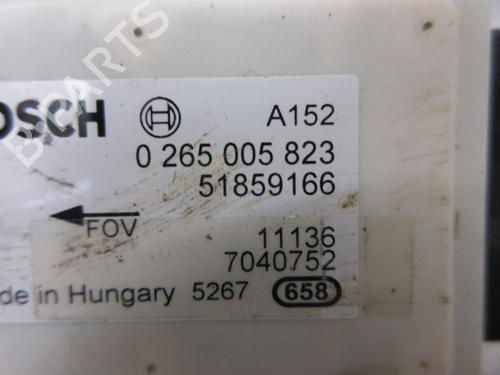 OSCH A152
0 265 005 823
51859166
FOV
11136
7040752
de in Hungary 5267 658
B-PARTS